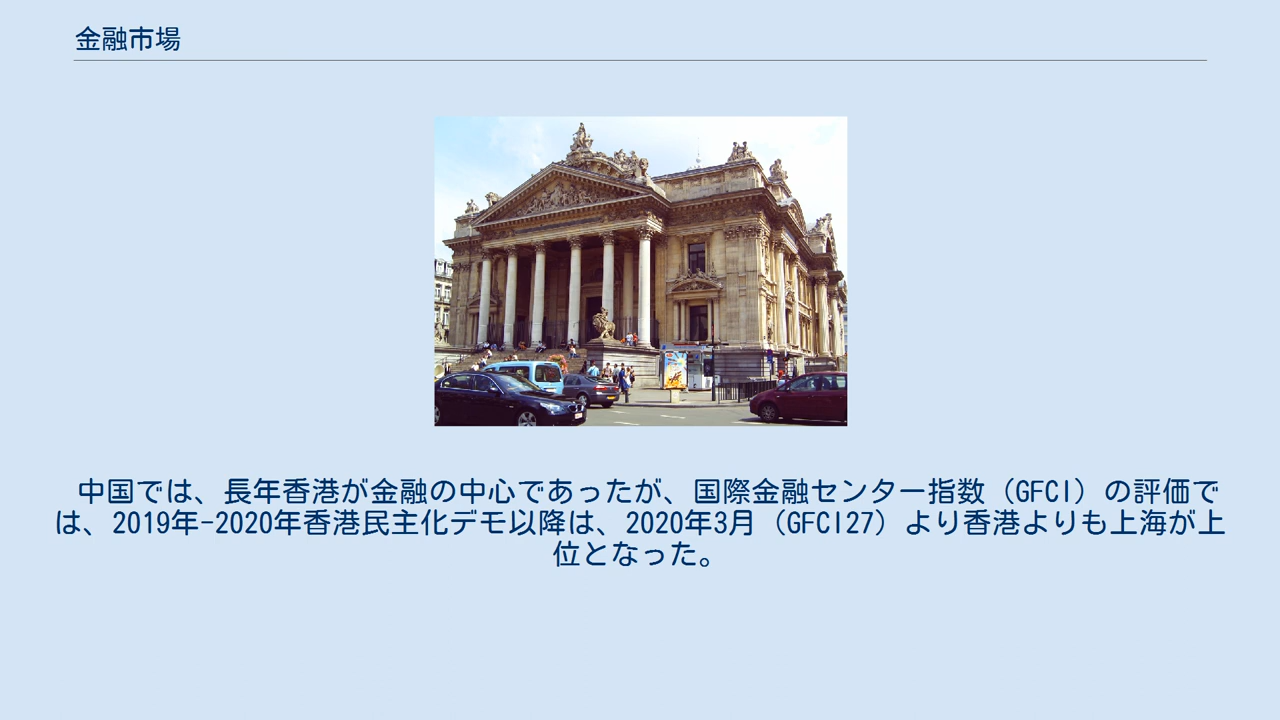 金融市場
中国では、長年香港が金融の中心であったが、国際金融センター指数（GFCI）の評価で
は、2019年-2020年香港民主化デモ以降は、2020年3月（GFCI27）より香港よりも上海が上
位となった。